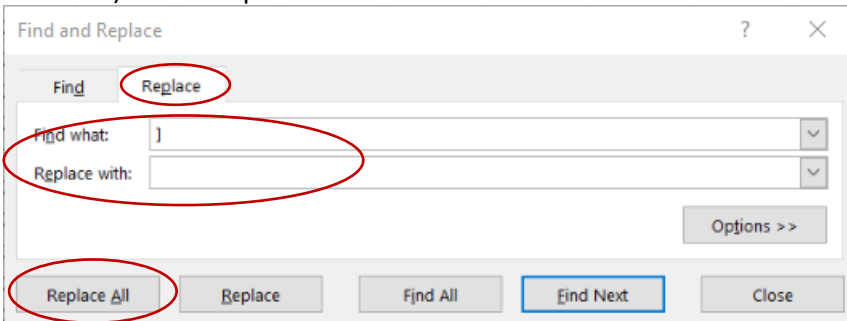 Find and Replace ? ×
Find Replace
Find what: ]
Replace with:
Options >>
Replace All Replace Find All Find Next Close